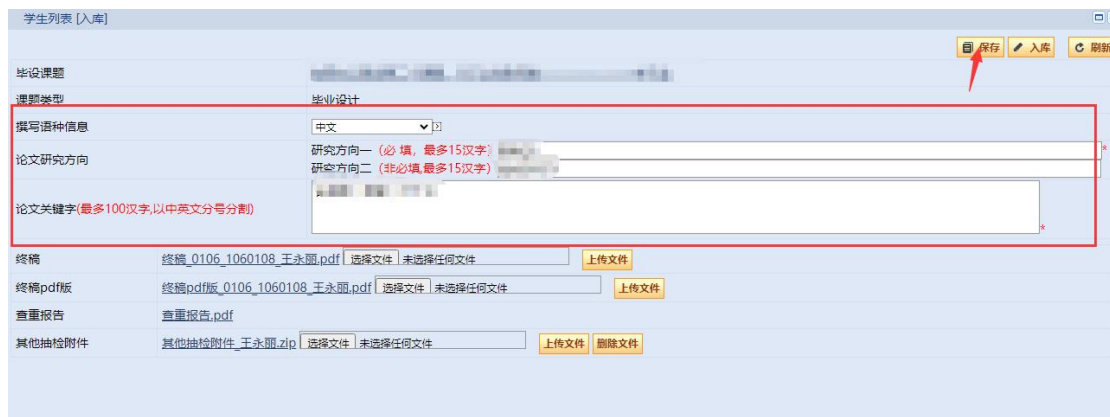 学生列表 [入库]
保存 入库 刷新
毕设课题
课题类型 毕业设计
撰写语种信息 中文
论文研究方向 研究方向一（必 填，最多15汉字） *
研究方向二（非必填,最多15汉字）
论文关键字(最多100汉字,以中英文分号分割) *
终稿 终稿_0106_1060108_王永丽.pdf 选择文件 未选择任何文件 上传文件
终稿pdf版 终稿pdf版_0106_1060108_王永丽.pdf 选择文件 未选择任何文件 上传文件
查重报告 查重报告.pdf
其他抽检附件 其他抽检附件_王永丽.zip 选择文件 未选择任何文件 上传文件 删除文件